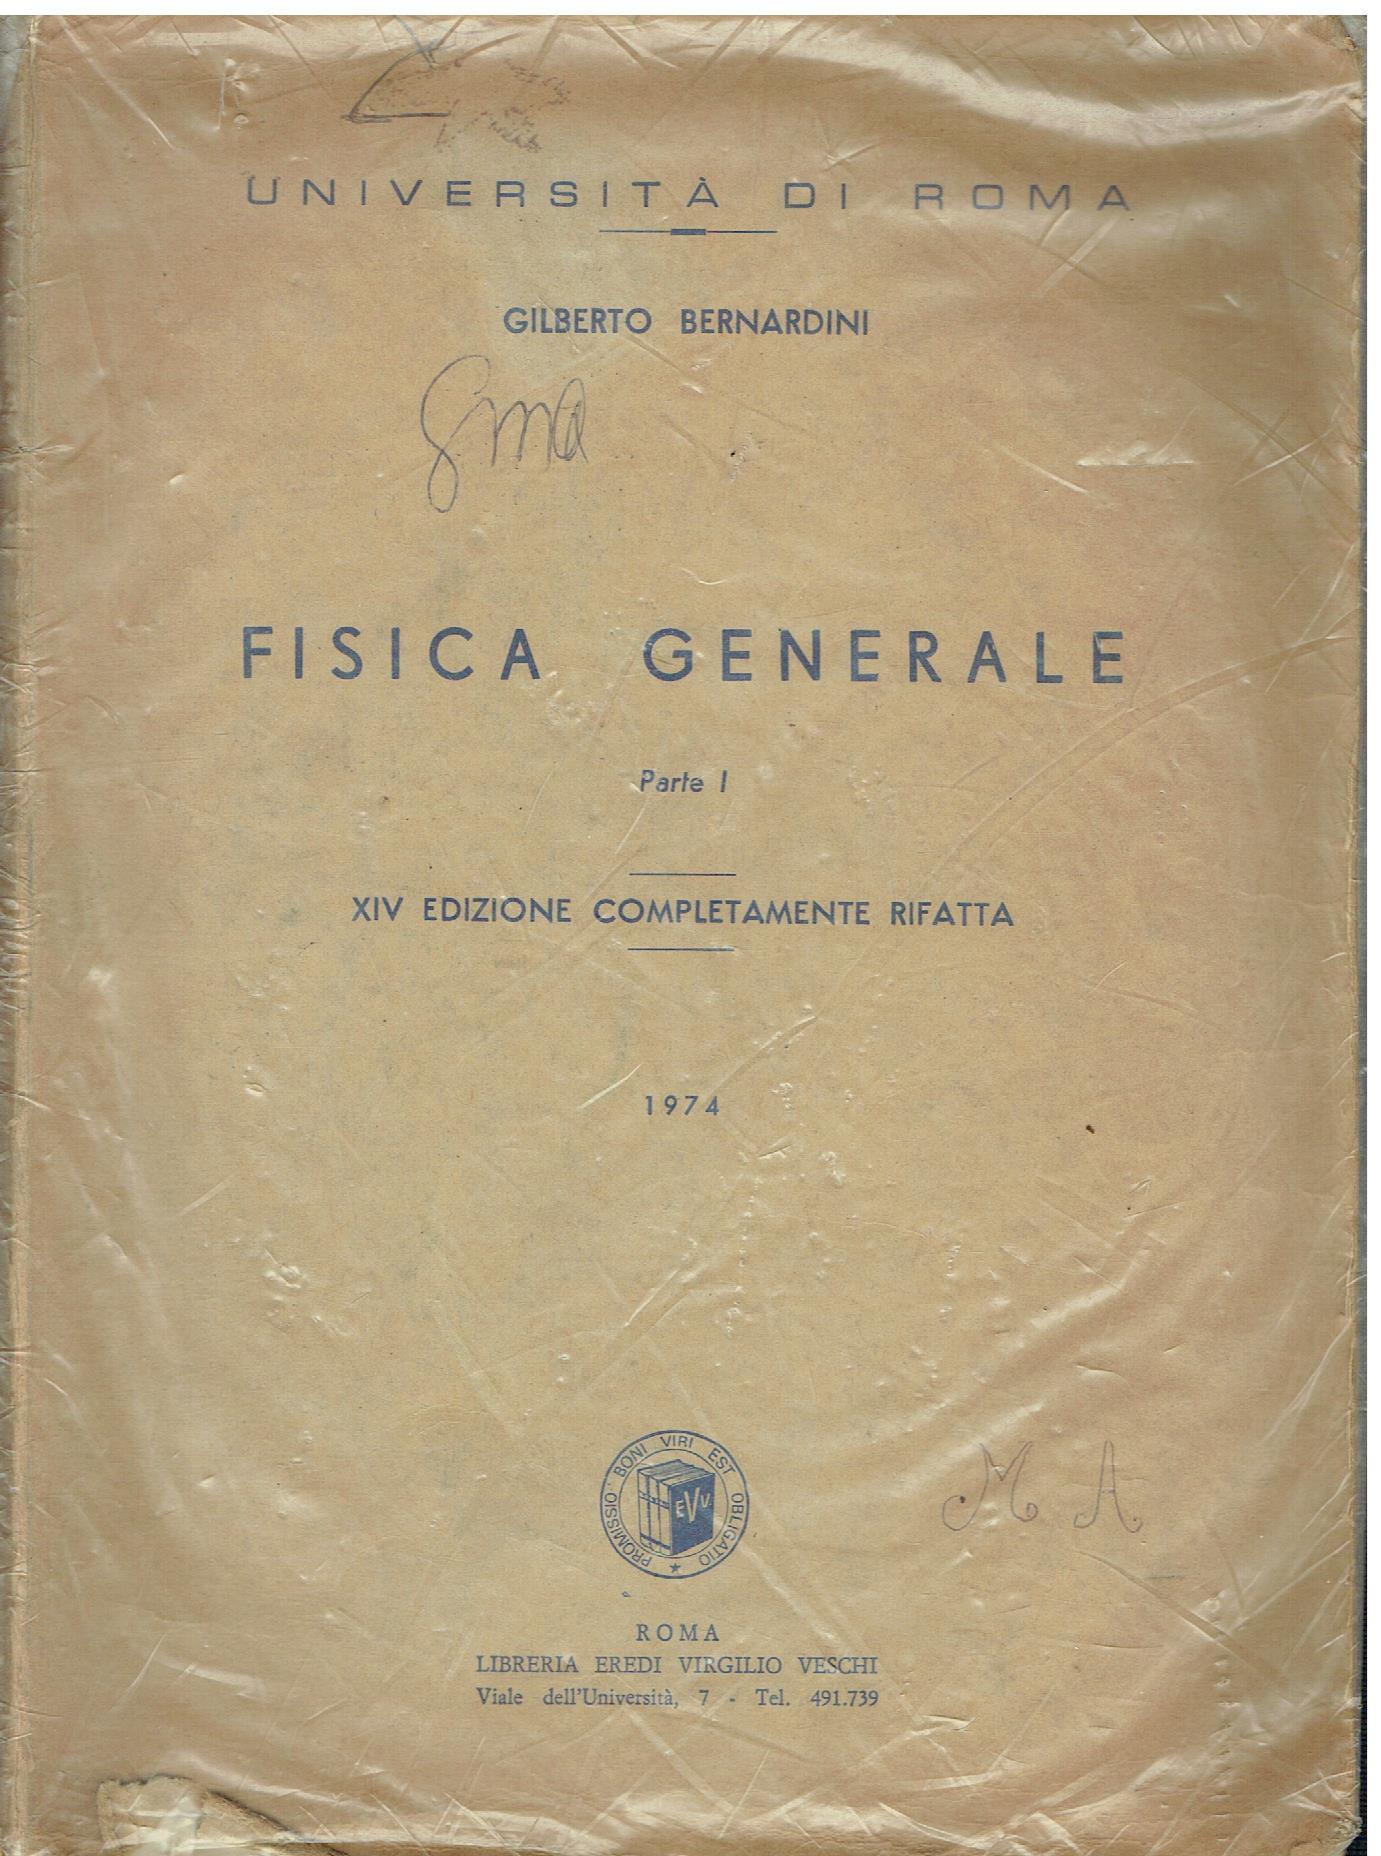 UNIVERSITÀ DI ROMA
GILBERTO BERNARDINI
FISICA GENERALE
Parte I
XIV EDIZIONE COMPLETAMENTE RIFATTA
1974
PROMISSIO BONI VIRI EST OBLIGATIO
EVV
M A
ROMA
LIBRERIA EREDI VIRGILIO VESCHI
Viale dell'Università, 7 - Tel. 491.739